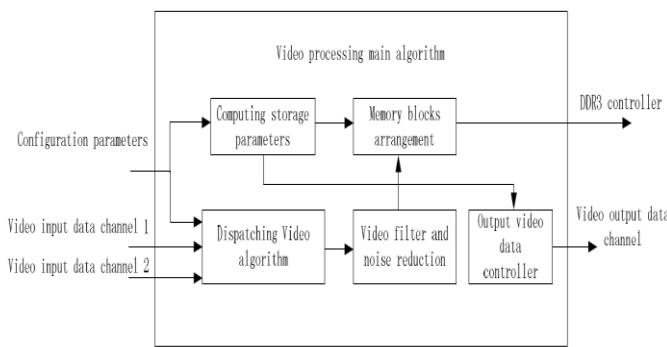 Video processing main algorithm
Computing storage
parameters
Memory blocks
arrangement
DDR3 controller
Configuration parameters
Video input data channel 1
Video input data channel 2
Dispatching Video
algorithm
Video filter and
noise reduction
Output video
data
controller
Video output data
channel